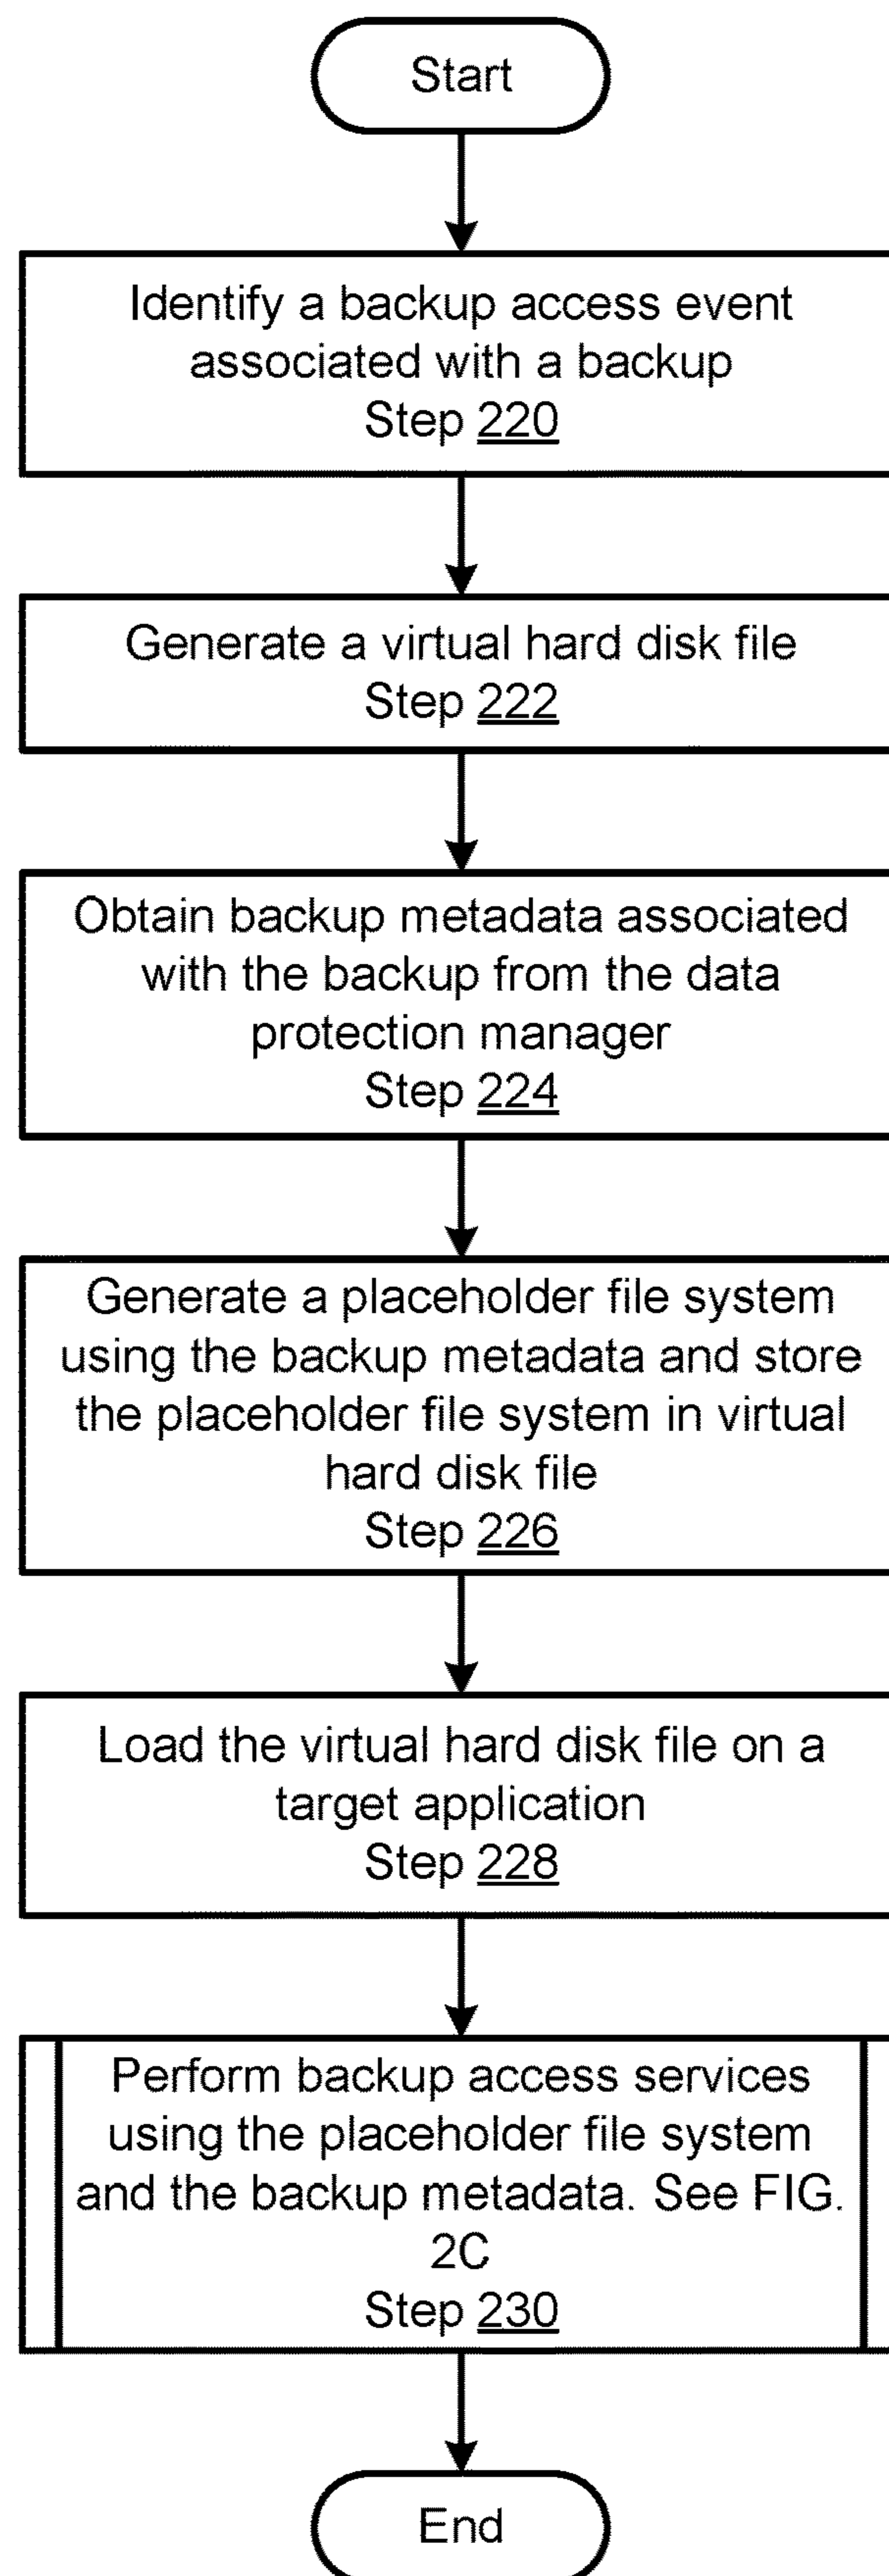 Start
Identify a backup access event
associated with a backup
Step 220
Generate a virtual hard disk file
Step 222
Obtain backup metadata associated
with the backup from the data
protection manager
Step 224
Generate a placeholder file system
using the backup metadata and store
the placeholder file system in virtual
hard disk file
Step 226
Load the virtual hard disk file on a
target application
Step 228
Perform backup access services
using the placeholder file system
and the backup metadata. See FIG.
2C
Step 230
End